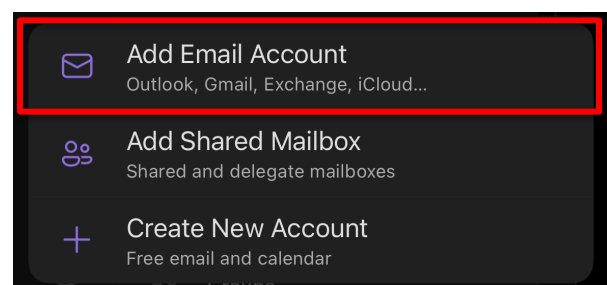 Add Email Account
Outlook, Gmail, Exchange, iCloud...
Add Shared Mailbox
Shared and delegate mailboxes
Create New Account
Free email and calendar